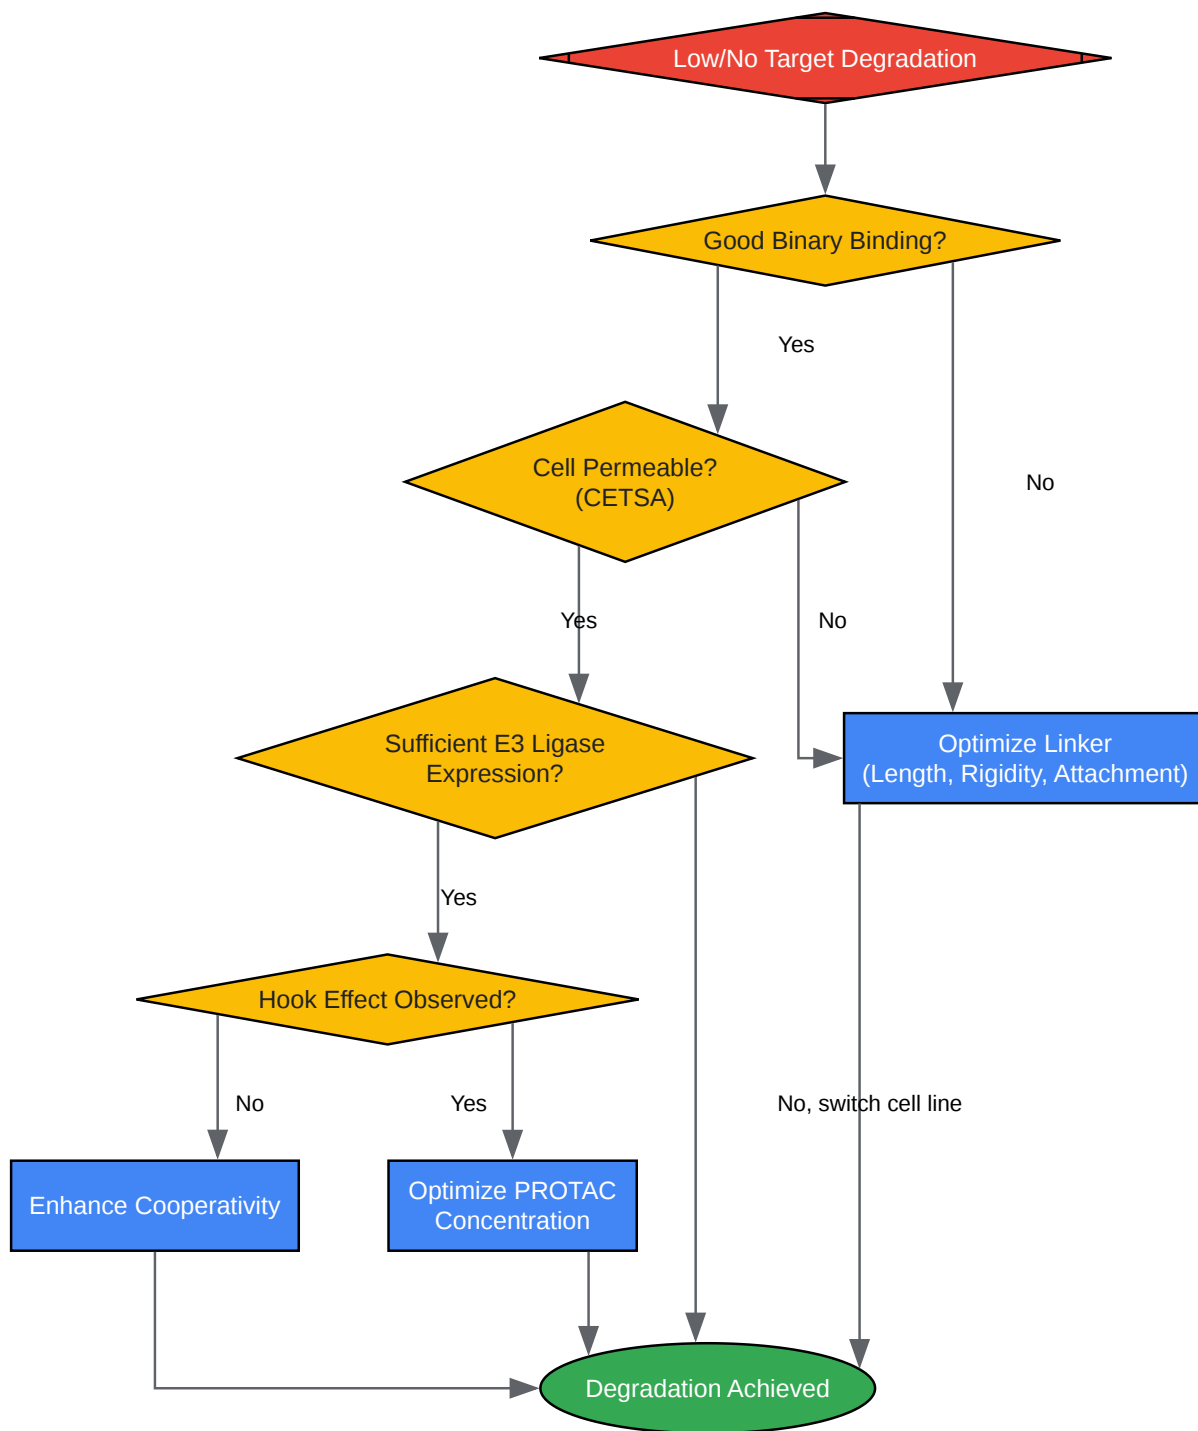 Low/No Target Degradation
Good Binary Binding?
Yes
Cell Permeable?
(CETSA)
No
Yes
No
Sufficient E3 Ligase
Expression?
Optimize Linker
(Length, Rigidity, Attachment)
Yes
Hook Effect Observed?
No
Yes
No, switch cell line
Enhance Cooperativity
Optimize PROTAC
Concentration
Degradation Achieved